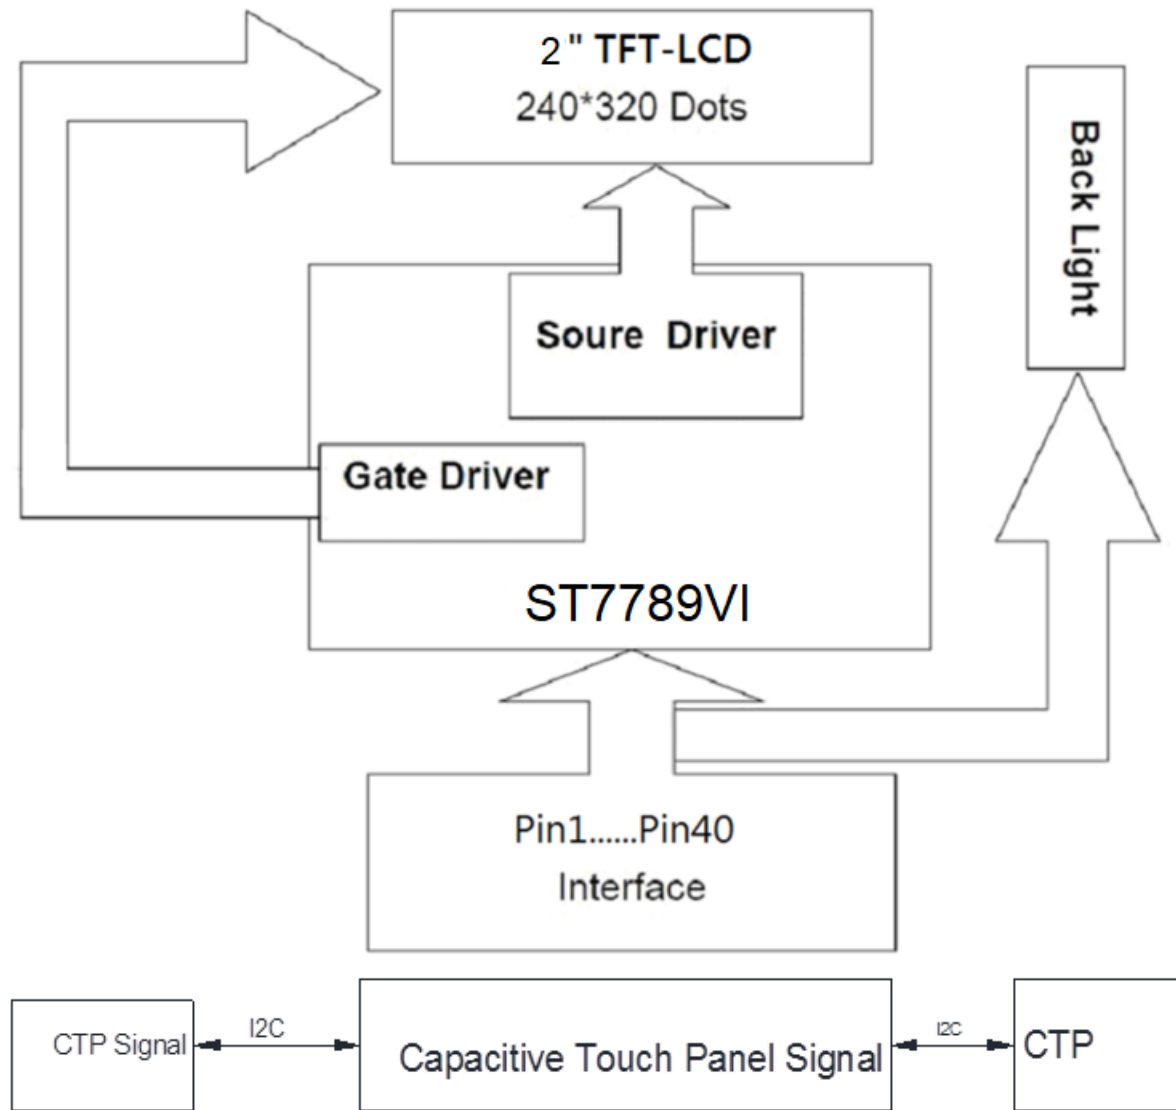 2" TFT-LCD
240*320 Dots
Back Light
Soure Driver
Gate Driver
ST7789VI
Pin1......Pin40
Interface
CTP Signal
I2C
Capacitive Touch Panel Signal
I2C
CTP